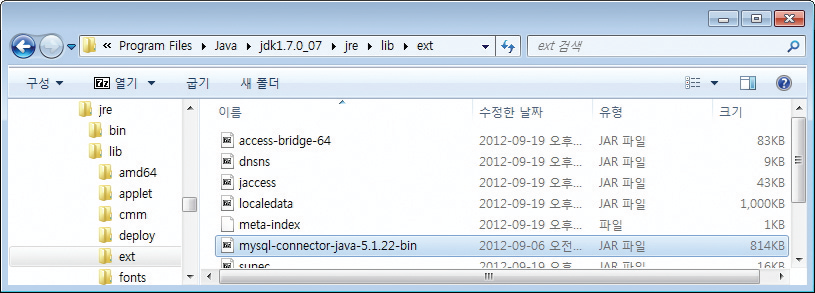 « Program Files ▸ Java ▸ jdk1.7.0_07 ▸ jre ▸ lib ▸ ext
ext 검색
구성 열기 굽기 새 폴더
jre
bin
lib
amd64
applet
cmm
deploy
ext
fonts
이름 수정한 날짜 유형 크기
access-bridge-64 2012-09-19 오후... JAR 파일 83KB
dnsns 2012-09-19 오후... JAR 파일 9KB
jaccess 2012-09-19 오후... JAR 파일 43KB
localedata 2012-09-19 오후... JAR 파일 1,000KB
meta-index 2012-09-19 오후... 파일 1KB
mysql-connector-java-5.1.22-bin 2012-09-06 오전... JAR 파일 814KB
2012-09-19 오후... JAR 파일 16KB